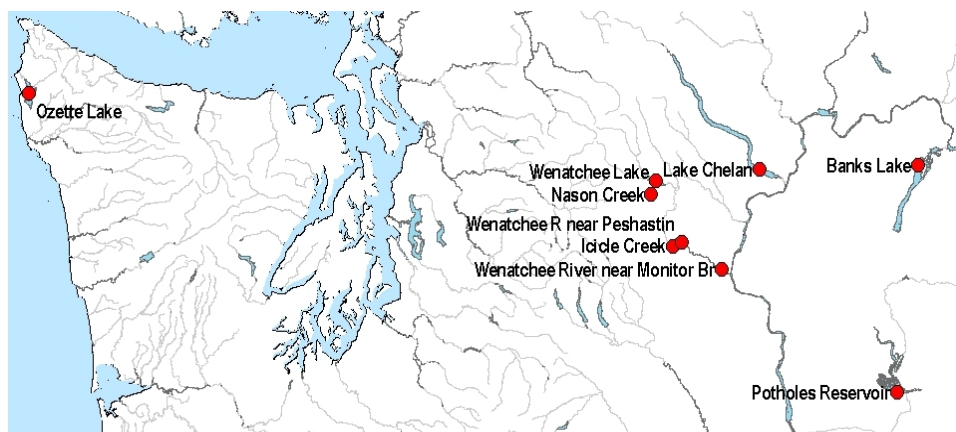 Ozette Lake
Wenatchee Lake
Lake Chelan
Banks Lake
Nason Creek
Wenatchee R near Peshastin
Icicle Creek
Wenatchee River near Monitor Br
Potholes Reservoir